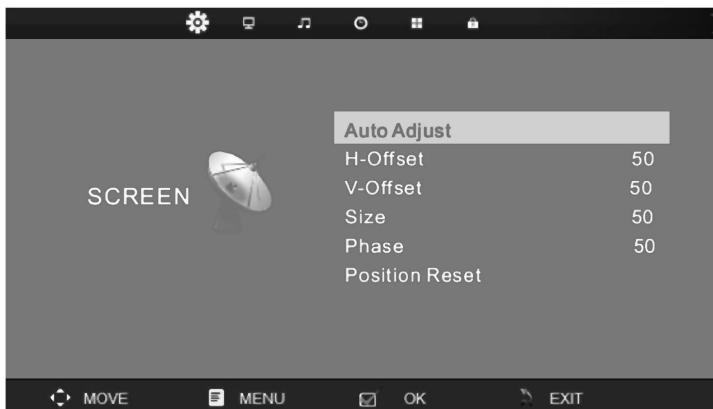 Auto Adjust
H-Offset 50
V-Offset 50
SCREEN
Size 50
Phase 50
Position Reset
MOVE MENU OK EXIT